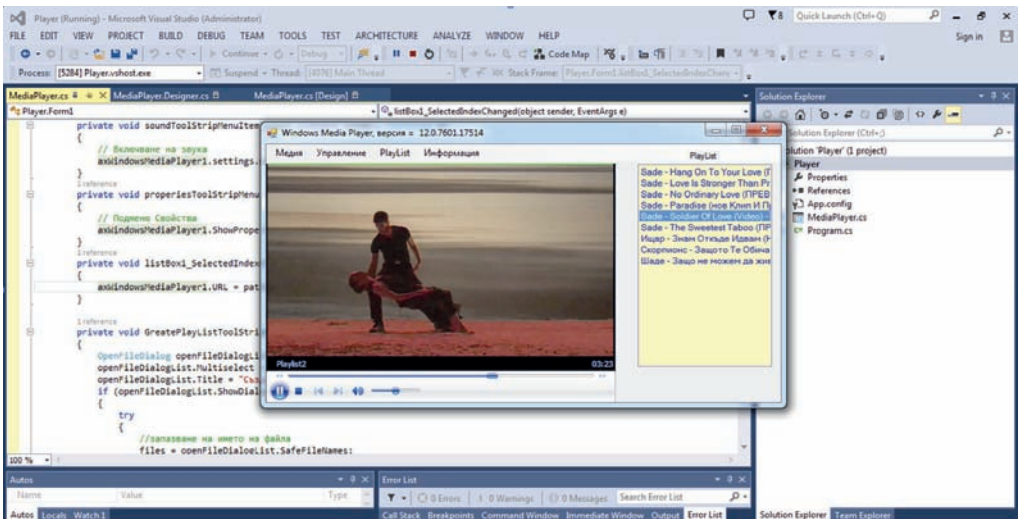 Player (Running) - Microsoft Visual Studio (Administrator)
Quick Launch (Ctrl+Q)
FILE EDIT VIEW PROJECT BUILD DEBUG TEAM TOOLS TEST ARCHITECTURE ANALYZE WINDOW HELP
Sign in
Continue Debug Code Map
Process: [5284] Player.vshost.exe Suspend Thread: [4076] Main Thread Stack Frame: Player.Form1.listBox1_SelectedIndexChang
MediaPlayer.cs MediaPlayer.Designer.cs MediaPlayer.cs [Design]
Player.Form1
listBox1_SelectedIndexChanged(object sender, EventArgs e)
private void soundToolStripMenuItem
{
// Включване на звука
axWindowsMediaPlayer1.settings.
}
1 reference
private void properiesToolStripMenu
{
// Подменю Свойства
axWindowsMediaPlayer1.ShowPrope
}
1 reference
private void listBox1_SelectedIndex
{
axWindowsMediaPlayer1.URL = pat
}
1 reference
private void GreatePlayListToolStri
{
OpenFileDialog openFileDialogLi
openFileDialogList.Multiselect
openFileDialogList.Title = "Съз
if (openFileDialogList.ShowDial
{
try
{
//запазване на името на файла
files = openFileDialogList.SafeFileNames;
100 %
Windows Media Player, версия = 12.0.7601.17514
Медия Управление PlayList Информация
PlayList
Sade - Hang On To Your Love (
Sade - Love Is Stronger Than Pr
Sade - No Ordinary Love (ПРЕВ
Sade - Paradise (нов Клип И П
Sade - Soldier Of Love (Video) -
Sade - The Sweetest Taboo (ПР
Ищар - Знам Откъде Идвам (
Скорпионс - Защото Те Обича
Шаде - Защо не можем да жив
Playlist2
03:23
Solution Explorer
Solution Explorer (Ctrl+;)
Solution 'Player' (1 project)
Player
Properties
References
App.config
MediaPlayer.cs
Program.cs
Autos
Name Value Type
Autos Locals Watch 1
Error List
0 Errors 0 Warnings 0 Messages Search Error List
Call Stack Breakpoints Command Window Immediate Window Output Error List
Solution Explorer Team Explorer